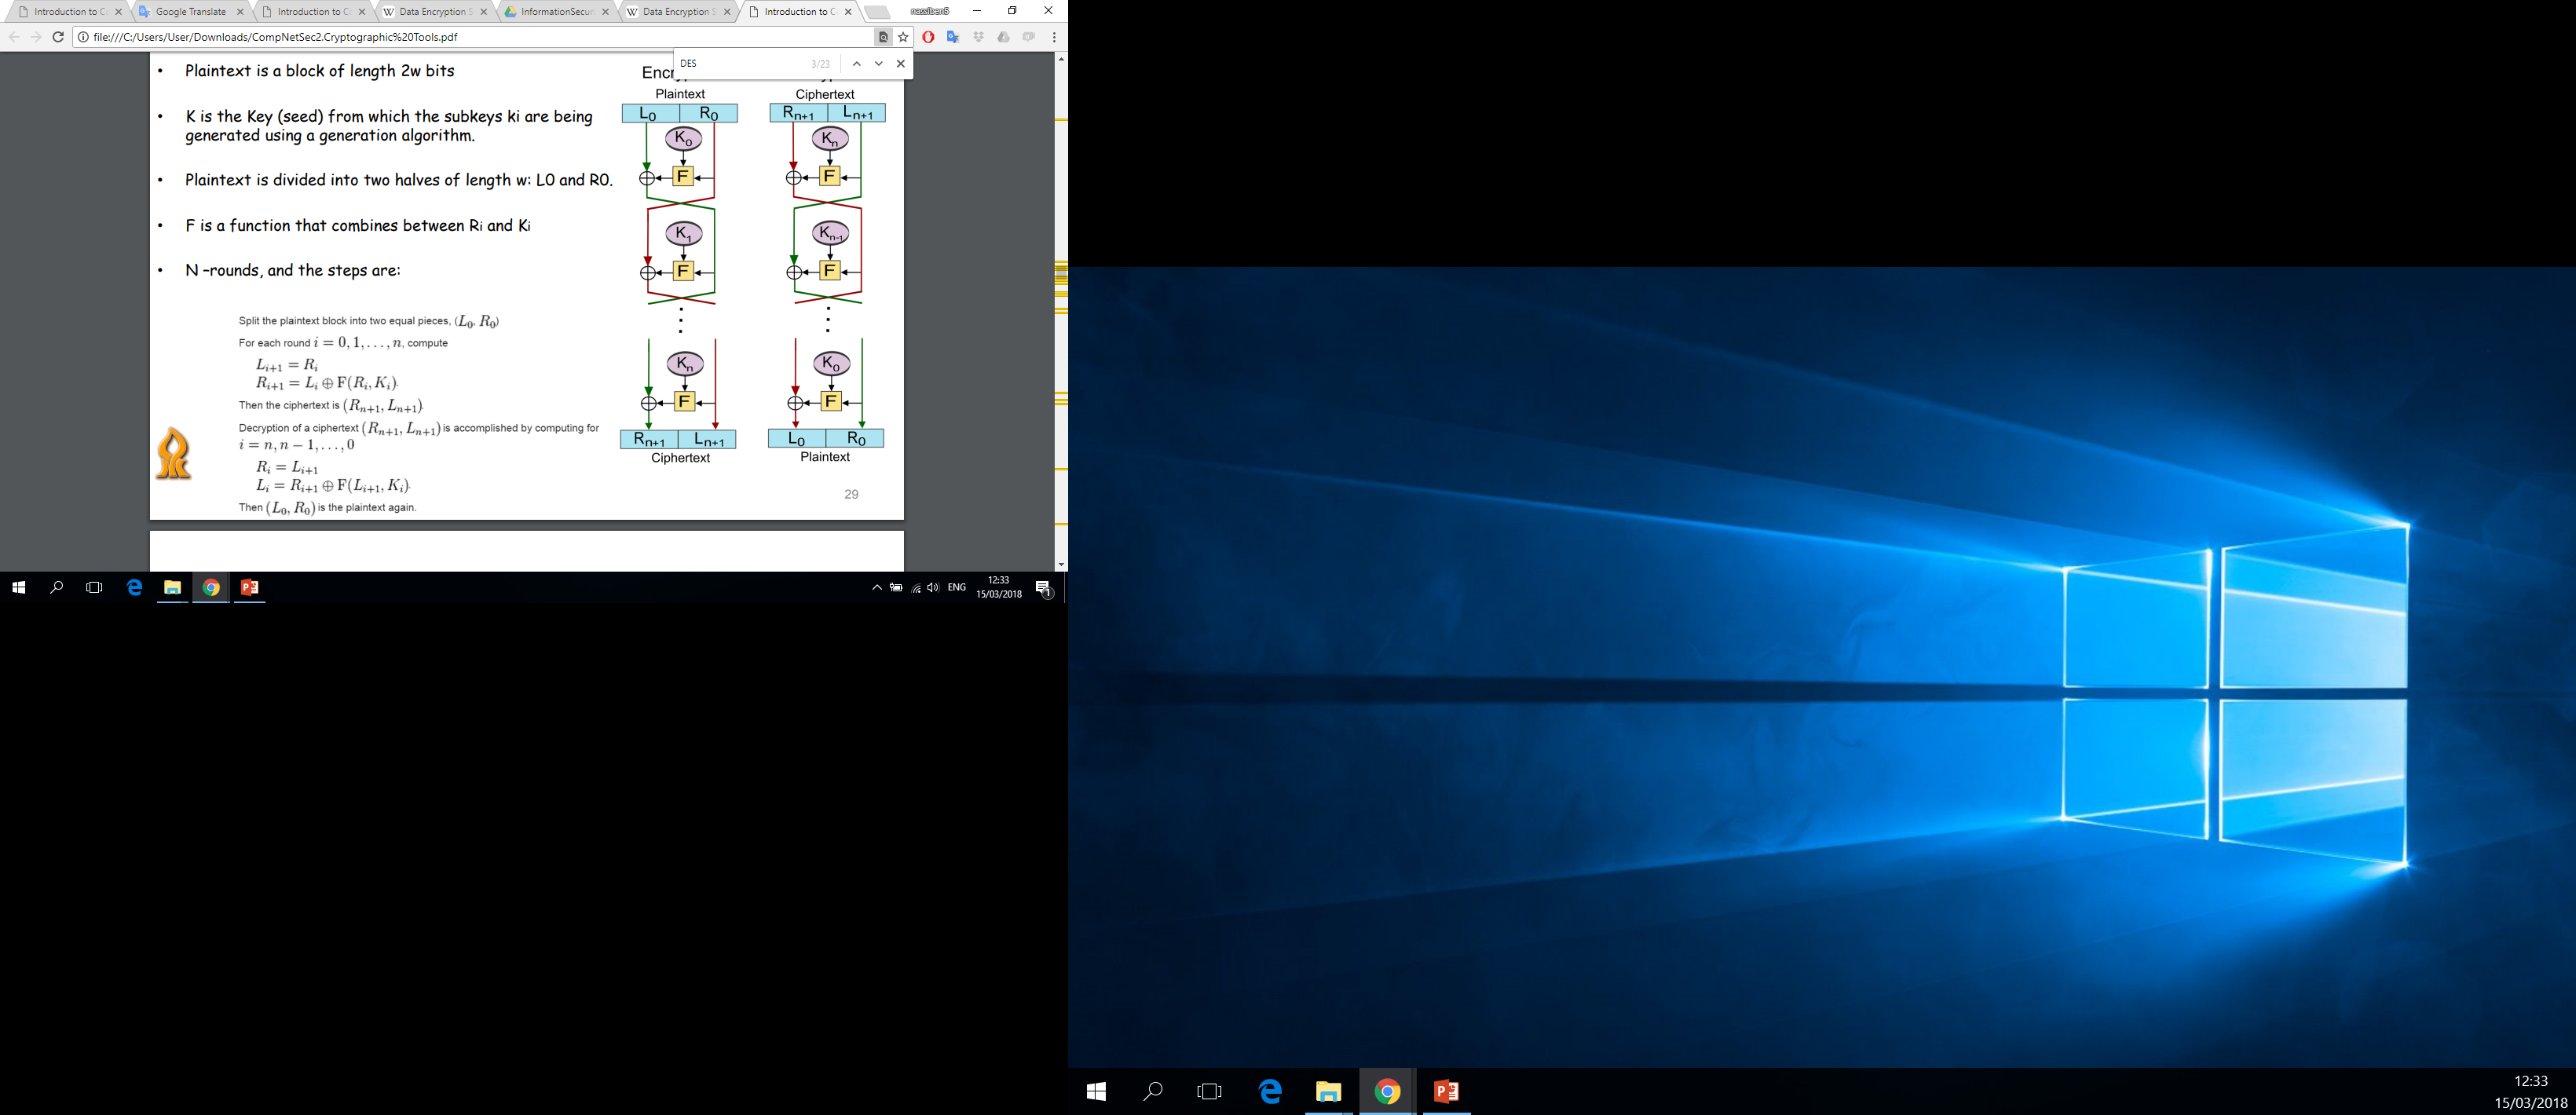 Introduction to C
Google Translate
Introduction to C
Data Encryption S
InformationSecur
Data Encryption S
Introduction to C
nassiben5
file:///C:/Users/User/Downloads/CompNetSec2.Cryptographic%20Tools.pdf
DES
3/23
• Plaintext is a block of length 2w bits
• K is the Key (seed) from which the subkeys ki are being
generated using a generation algorithm.
• Plaintext is divided into two halves of length w: L0 and R0.
• F is a function that combines between Ri and Ki
• N -rounds, and the steps are:
Split the plaintext block into two equal pieces, (L₀, R₀)
For each round i = 0, 1, . . . , n, compute
Lᵢ₊₁ = Rᵢ
Rᵢ₊₁ = Lᵢ ⊕ F(Rᵢ, Kᵢ).
Then the ciphertext is (Rₙ₊₁, Lₙ₊₁).
Decryption of a ciphertext (Rₙ₊₁, Lₙ₊₁) is accomplished by computing for
i = n, n − 1, . . . , 0
Rᵢ = Lᵢ₊₁
Lᵢ = Rᵢ₊₁ ⊕ F(Lᵢ₊₁, Kᵢ).
Then (L₀, R₀) is the plaintext again.
Plaintext
L₀ R₀
K₀
F
K₁
F
Kₙ
F
Rₙ₊₁ Lₙ₊₁
Ciphertext
Ciphertext
Rₙ₊₁ Lₙ₊₁
Kₙ
F
Kₙ₋₁
F
K₀
F
L₀ R₀
Plaintext
29
ENG
12:33
15/03/2018
1
12:33
15/03/2018